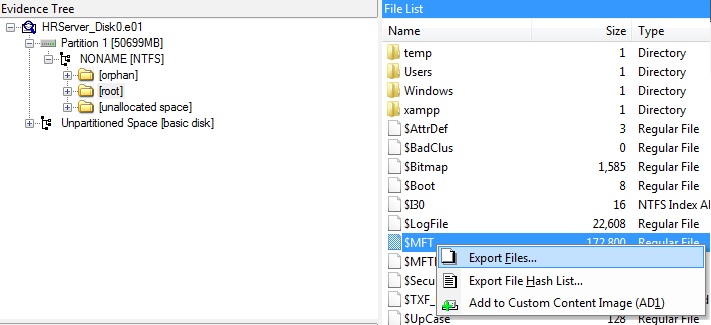 Evidence Tree
HRServer_Disk0.e01
Partition 1 [50699MB]
NONAME [NTFS]
[orphan]
[root]
[unallocated space]
Unpartitioned Space [basic disk]
File List
Name Size Type
temp 1 Directory
Users 1 Directory
Windows 1 Directory
xampp 1 Directory
$AttrDef 3 Regular File
$BadClus 0 Regular File
$Bitmap 1,585 Regular File
$Boot 8 Regular File
$I30 16 NTFS Index Al
$LogFile 22,608 Regular File
$MFT 172,800 Regular File
$MFTI
$Secu
$TXF_
$UpCase 128 Regular File
Export Files...
Export File Hash List...
Add to Custom Content Image (AD1)